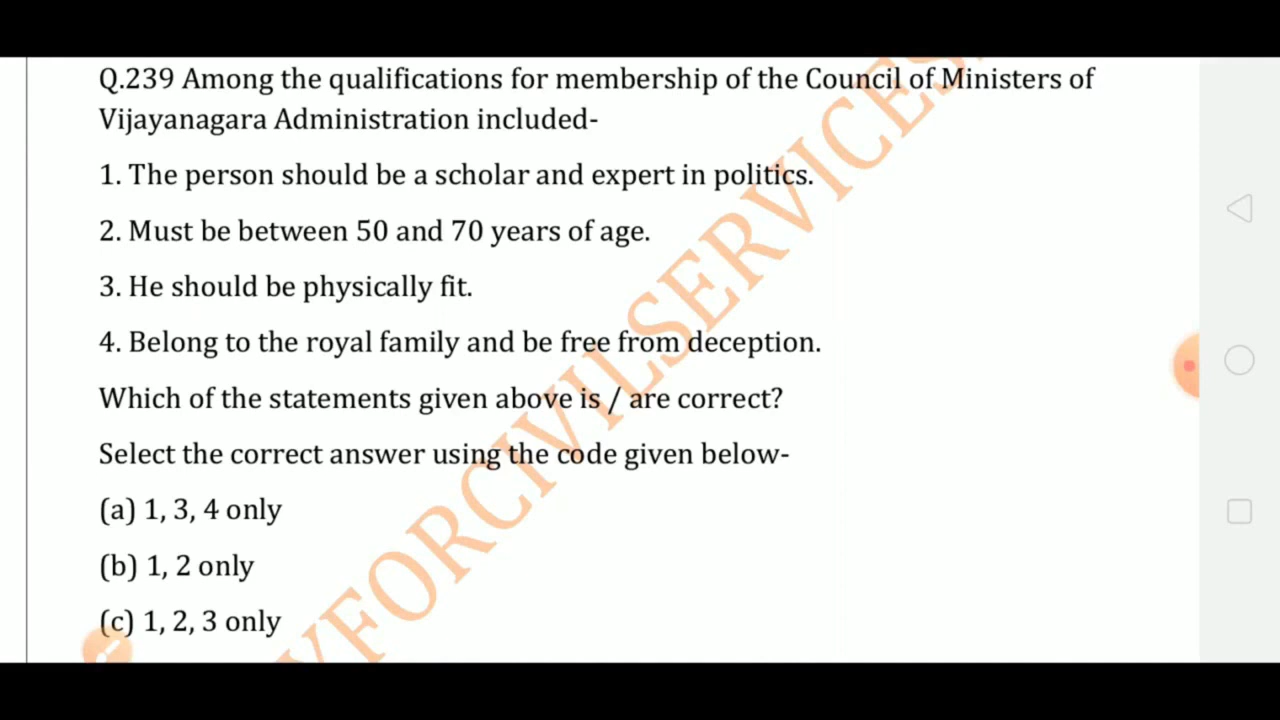 Q.239 Among the qualifications for membership of the Council of Ministers of
Vijayanagara Administration included-
1. The person should be a scholar and expert in politics.
2. Must be between 50 and 70 years of age.
3. He should be physically fit.
4. Belong to the royal family and be free from deception.
Which of the statements given above is / are correct?
Select the correct answer using the code given below-
(a) 1, 3, 4 only
(b) 1, 2 only
(c) 1, 2, 3 only
YFORCIVILSERVICES